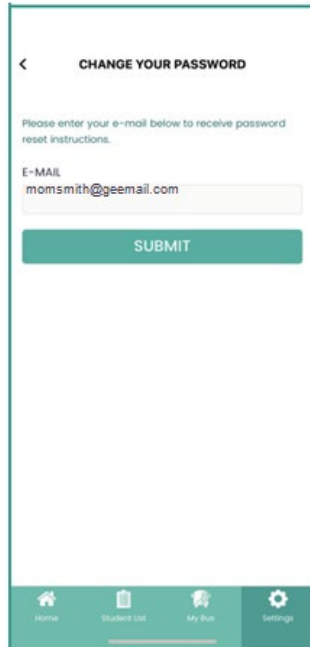 CHANGE YOUR PASSWORD
Please enter your e-mail below to receive password
reset instructions.
E-MAIL
momsmith@geemail.com
SUBMIT
Home
Student List
My Bus
Settings